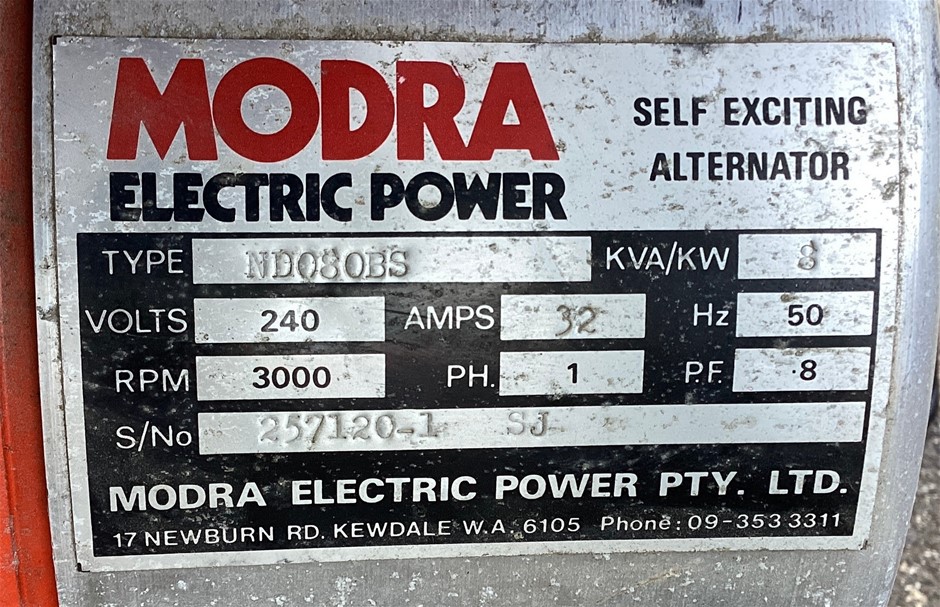 MODRA
ELECTRIC POWER
SELF EXCITING
ALTERNATOR
TYPE ND080BS KVA/KW 8
VOLTS 240 AMPS 32 Hz 50
RPM 3000 PH. 1 P.F. .8
S/No 257120-1 SJ
MODRA ELECTRIC POWER PTY. LTD.
17 NEWBURN RD. KEWDALE W.A. 6105 Phone: 09-353 3311